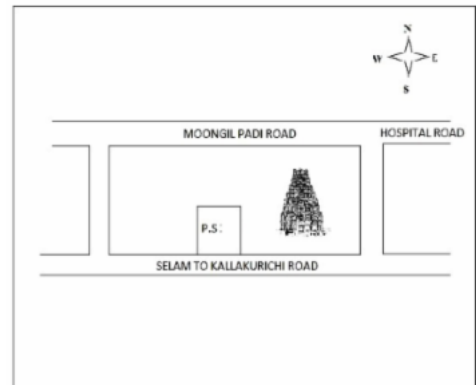 N
W E
S
MOONGIL PADI ROAD HOSPITAL ROAD
P.S:
SELAM TO KALLAKURICHI ROAD